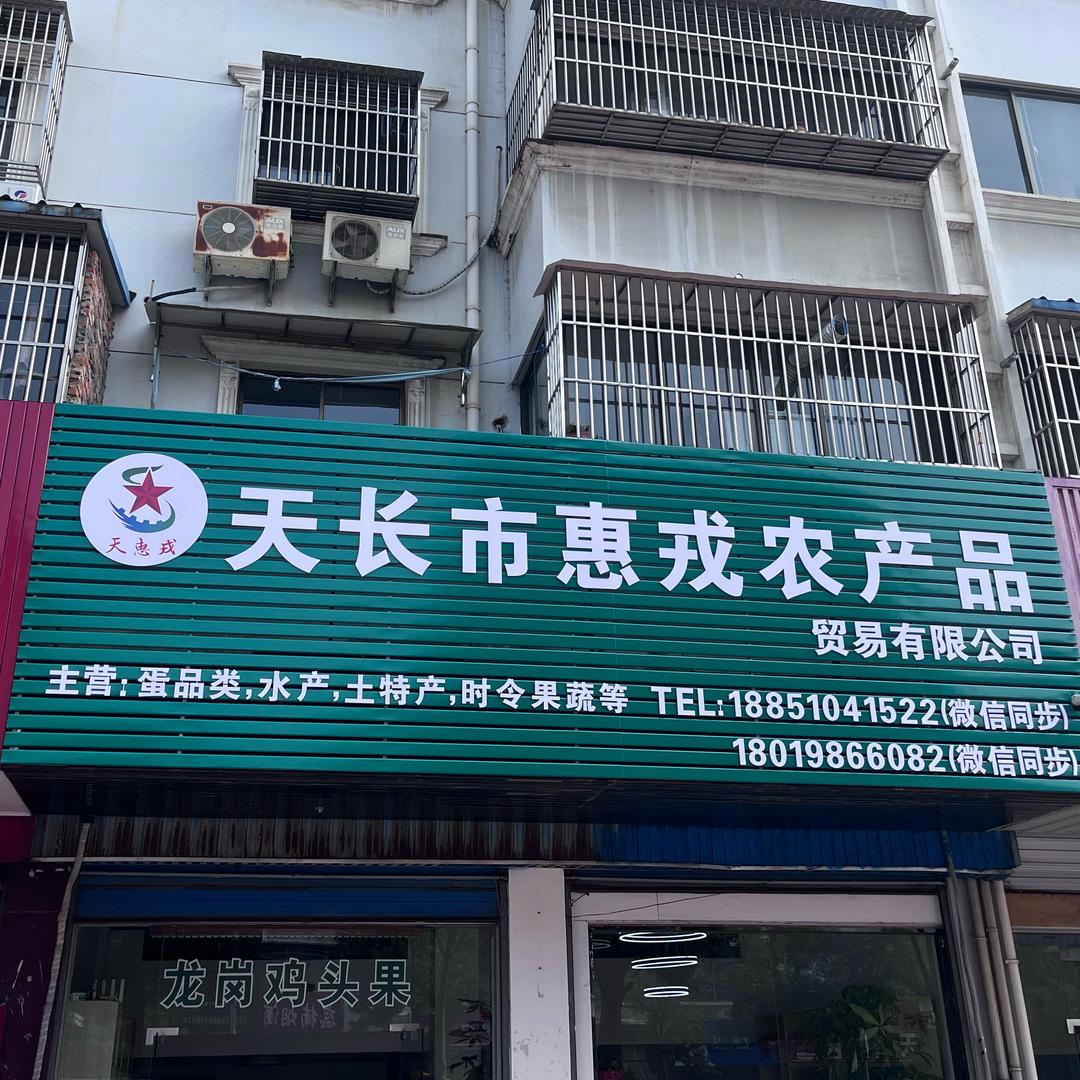 AUX
AUX
天惠戎
天长市惠戎农产品
贸易有限公司
主营:蛋品类,水产,土特产,时令果蔬等 TEL:18851041522(微信同步)
18019866082(微信同步)
龙岗鸡头果